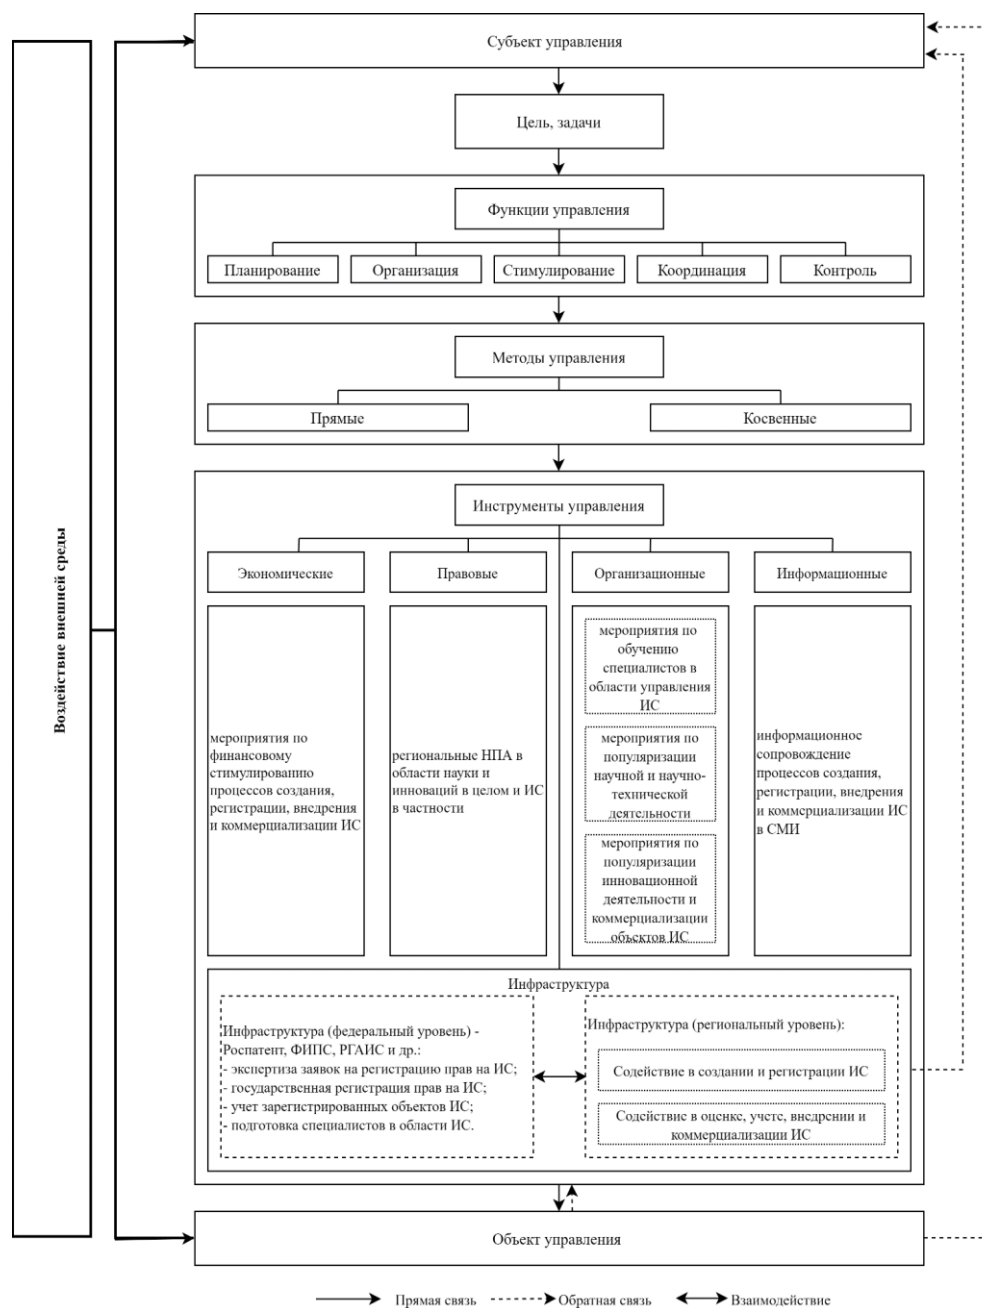 Субъект управления
Цель, задачи
Функции управления
Планирование
Организация
Стимулирование
Координация
Контроль
Методы управления
Прямые
Косвенные
Инструменты управления
Экономические
Правовые
Организационные
Информационные
мероприятия по
финансовому
стимулированию
процессов создания,
регистрации, внедрения
и коммерциализации ИС
региональные НПА в
области науки и
инноваций в целом и ИС
в частности
мероприятия по
обучению
специалистов в
области управления
ИС
мероприятия по
популяризации
научной и научно-
технической
деятельности
мероприятия по
популяризации
инновационной
деятельности и
коммерциализации
объектов ИС
информационное
сопровождение
процессов создания,
регистрации, внедрения
и коммерциализации ИС
в СМИ
Инфраструктура
Инфраструктура (федеральный уровень) -
Роспатент, ФИПС, РГАИС и др.:
- экспертиза заявок на регистрацию прав на ИС;
- государственная регистрация прав на ИС;
- учет зарегистрированных объектов ИС;
- подготовка специалистов в области ИС.
Инфраструктура (региональный уровень):
Содействие в создании и регистрации ИС
Содействие в оценке, учете, внедрении и
коммерциализации ИС
Объект управления
Воздействие внешней среды
Прямая связь
Обратная связь
Взаимодействие